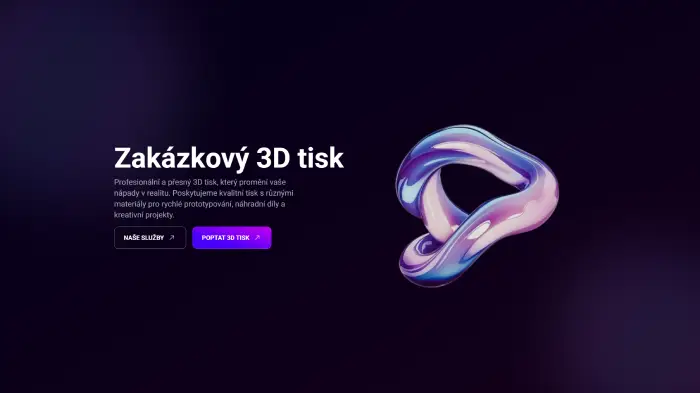 Zakázkový 3D tisk
Profesionální a přesný 3D tisk, který promění vaše
nápady v realitu. Poskytujeme kvalitní tisk s různými
materiály pro rychlé prototypování, náhradní díly a
kreativní projekty.
NAŠE SLUŽBY
POPTAT 3D TISK